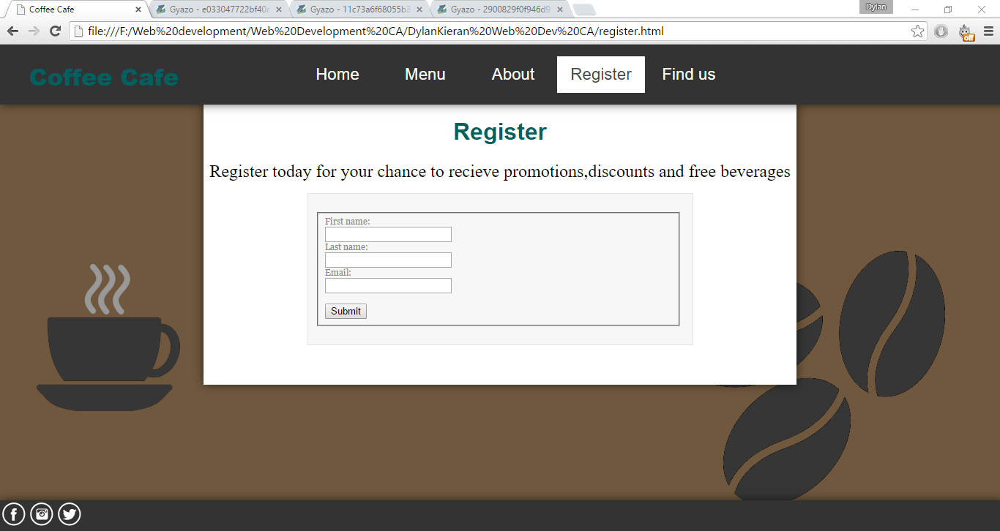 Coffee Cafe
Gyazo - e033047722bf40c
Gyazo - 11c73a6f68055b3
Gyazo - 2900829f0f946d9
Dylan
file:///F:/Web%20development/Web%20Development%20CA/DylanKieran%20Web%20Dev%20CA/register.html
off
Coffee Cafe
Home
Menu
About
Register
Find us
Register
Register today for your chance to recieve promotions,discounts and free beverages
First name:
Last name:
Email:
Submit